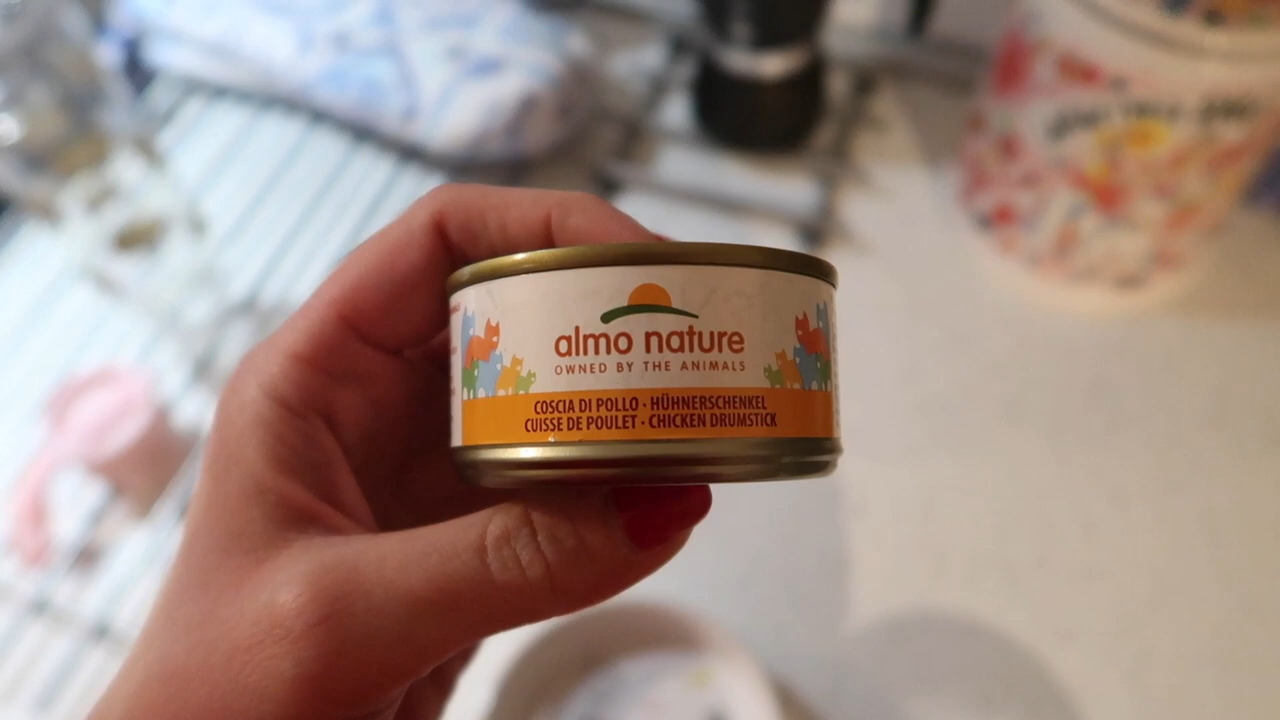 almo nature
OWNED BY THE ANIMALS
COSCIA DI POLLO · HÜHNERSCHENKEL
CUISSE DE POULET · CHICKEN DRUMSTICK